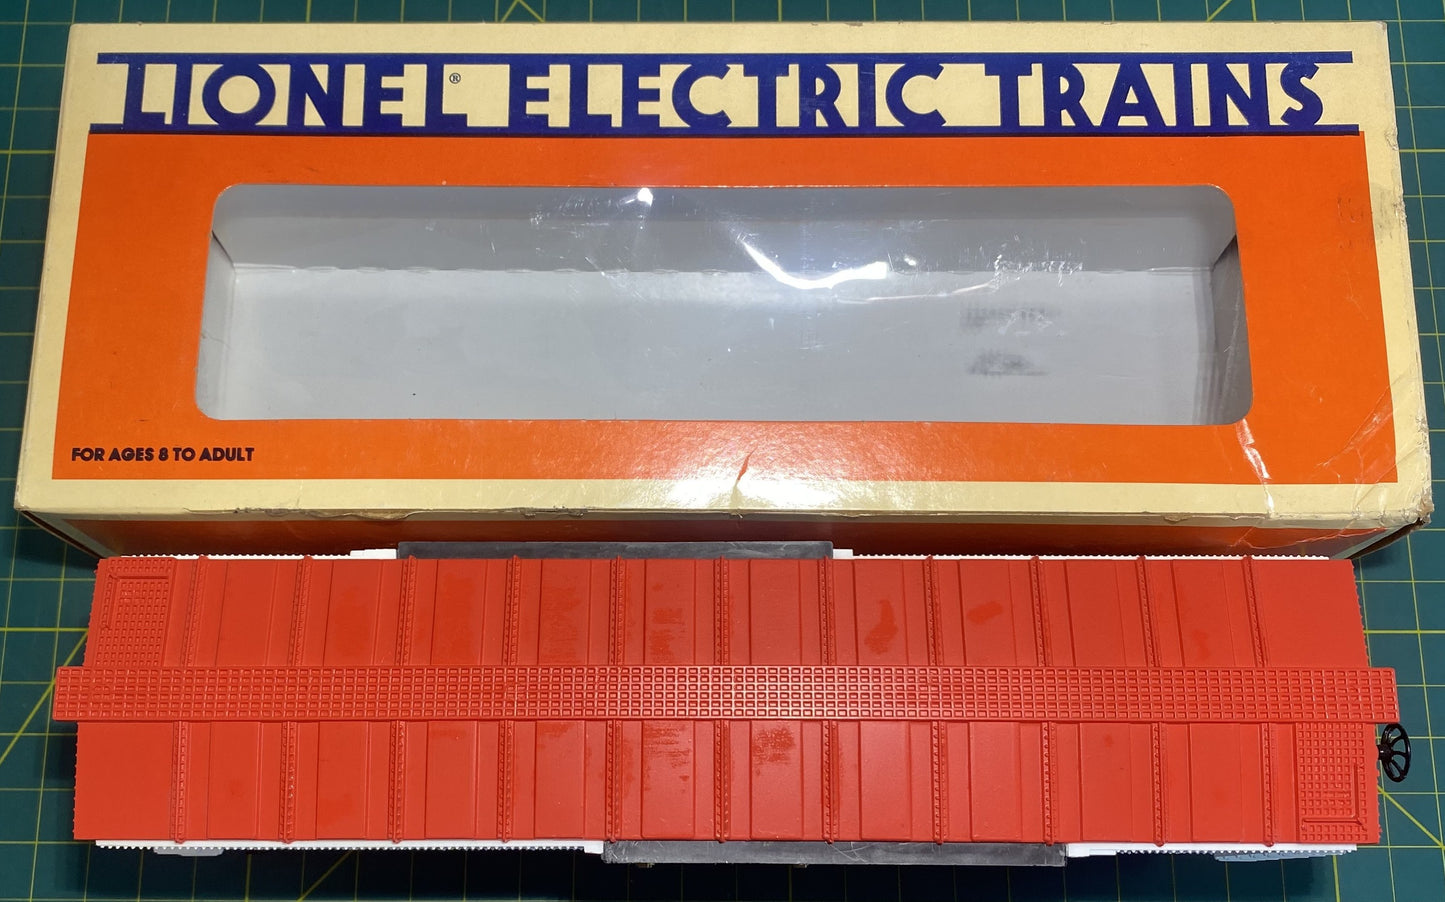 LIONEL® ELECTRIC TRAINS
FOR AGES 8 TO ADULT